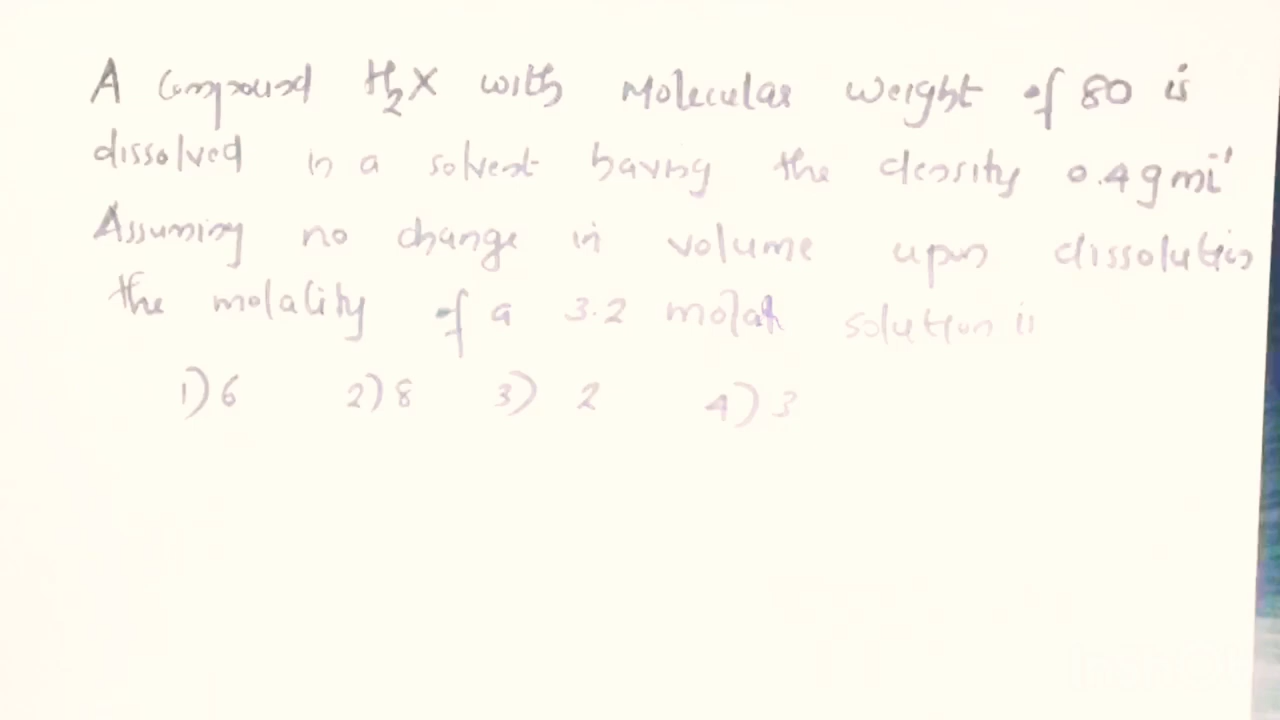 A compound H₂X with Molecular Weight of 80 is
dissolved in a solvent having the density 0.4 g ml⁻¹
Assuming no change in volume upon dissolution
the molality of a 3.2 molar solution is
1) 6 2) 8 3) 2 4) 3